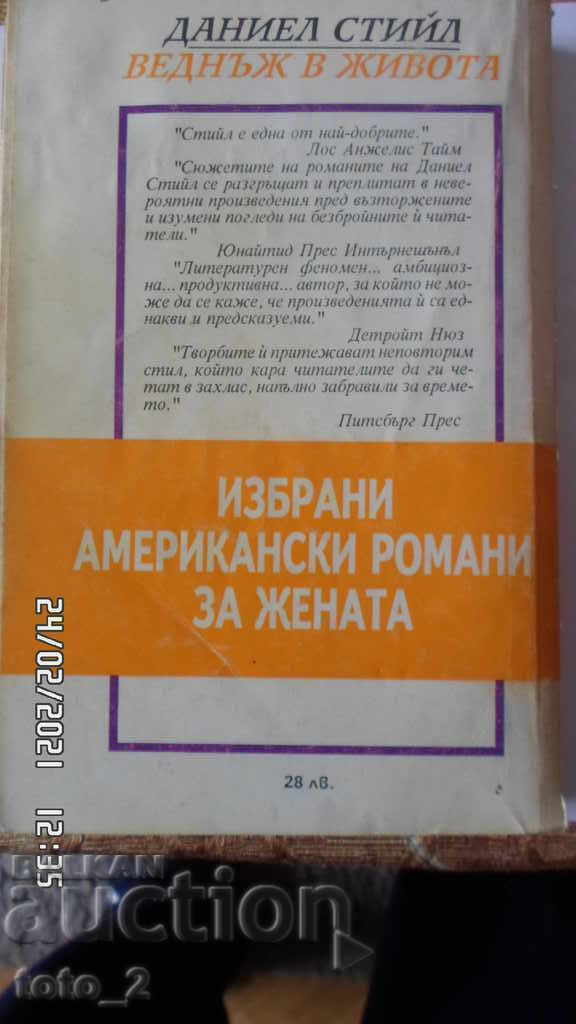 ДАНИЕЛ СТИЙЛ
ВЕДНЪЖ В ЖИВОТА
"Стийл е една от най-добрите."
Лос Анжелис Тайм
"Сюжетите на романите на Даниел
Стийл се разгръщат и преплитат в неве-
роятни произведения пред възторжените
и изумени погледи на безбройните ѝ чита-
тели."
Юнайтид Прес Интърнешънъл
"Литературен феномен... амбициоз-
на... продуктивна... автор, за който не мо-
же да се каже, че произведенията ѝ са ед-
накви и предсказуеми."
Детройт Нюз
"Творбите ѝ притежават неповторим
стил, който кара читателите да ги че-
тат в захлас, напълно забравили за време-
то."
Питсбърг Прес
ИЗБРАНИ
АМЕРИКАНСКИ РОМАНИ
ЗА ЖЕНАТА
28 лв.
24/02/2021 12:35
BALKAN
auction
toto_2